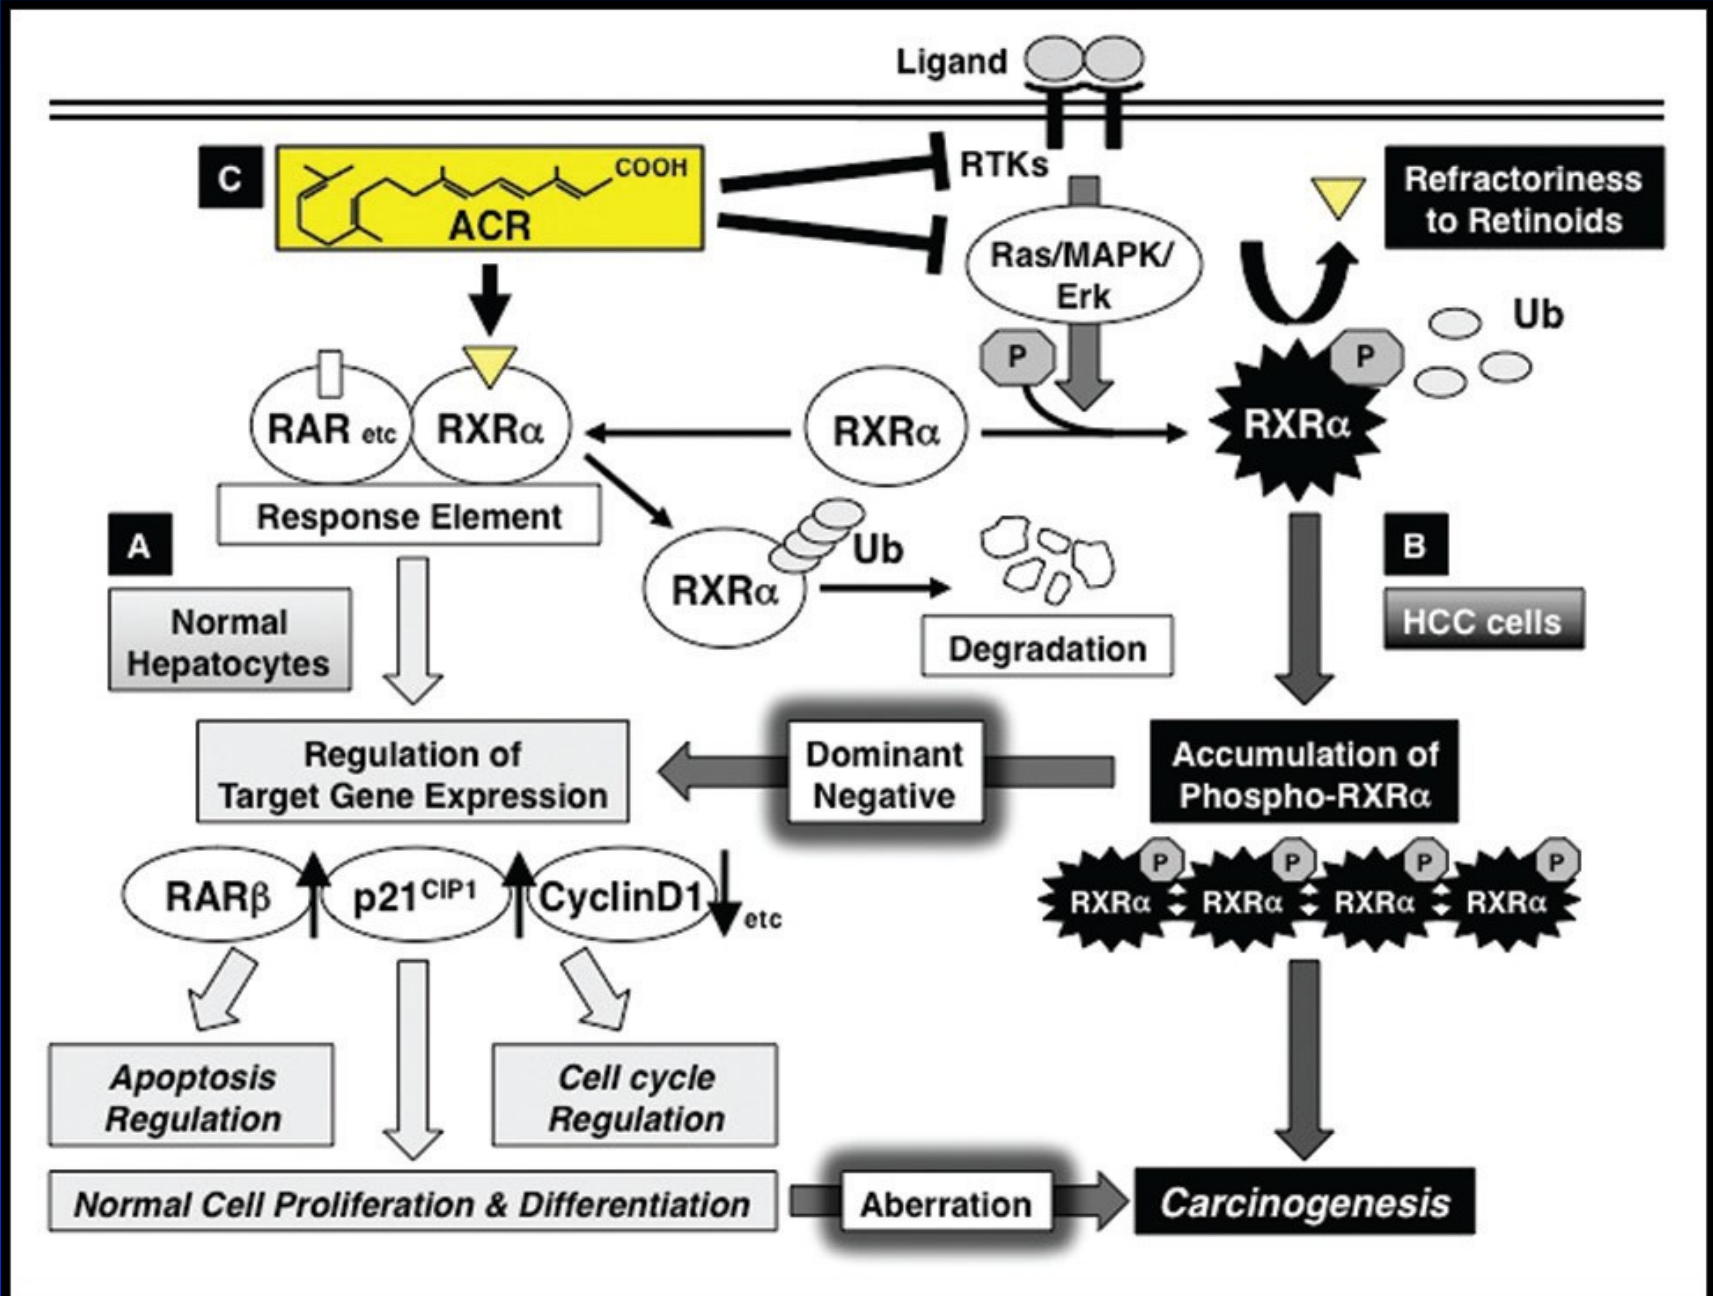 Ligand
C
COOH
ACR
RTKs
Refractoriness
to Retinoids
Ras/MAPK/
Erk
Ub
P
P
RAR etc
RXRα
RXRα
RXRα
Response Element
A
Normal
Hepatocytes
RXRα
Ub
Degradation
B
HCC cells
Regulation of
Target Gene Expression
Dominant
Negative
Accumulation of
Phospho-RXRα
RARβ
p21CIP1
CyclinD1
etc
P
P
P
P
RXRα
RXRα
RXRα
RXRα
Apoptosis
Regulation
Cell cycle
Regulation
Normal Cell Proliferation & Differentiation
Aberration
Carcinogenesis